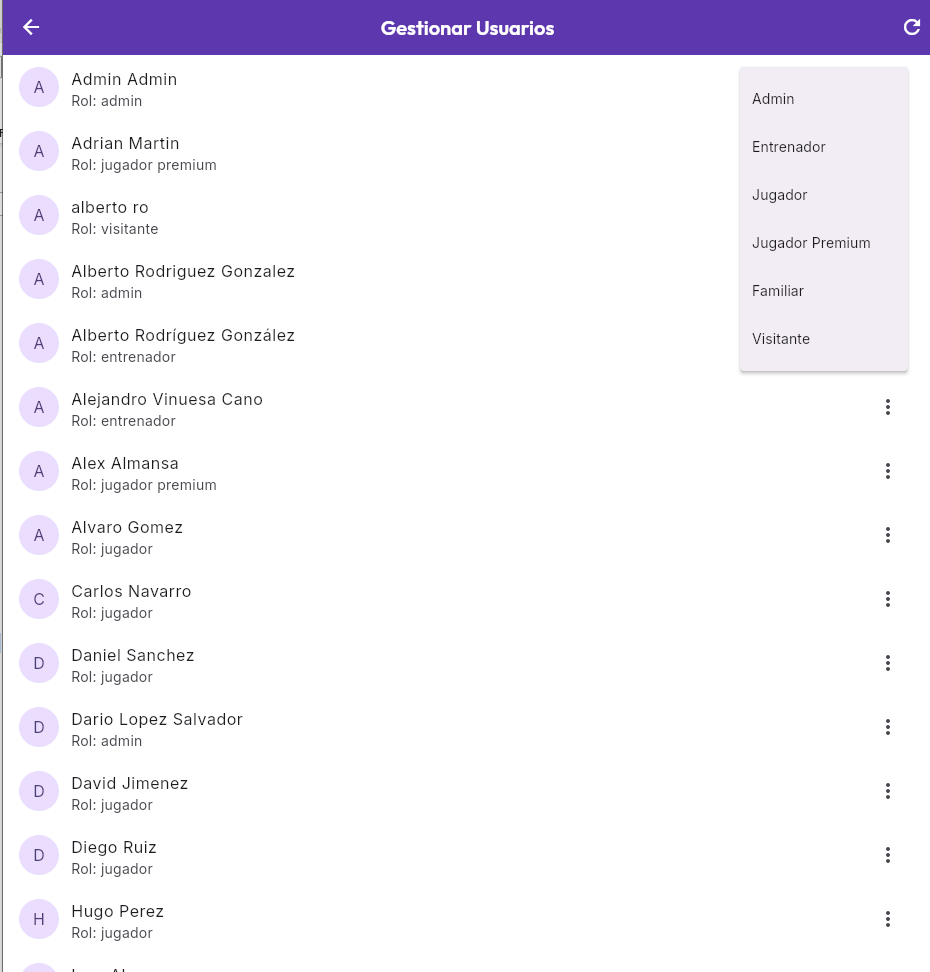 Gestionar Usuarios
A
Admin Admin
Rol: admin
A
Adrian Martin
Rol: jugador premium
A
alberto ro
Rol: visitante
A
Alberto Rodriguez Gonzalez
Rol: admin
A
Alberto Rodríguez González
Rol: entrenador
Admin
Entrenador
Jugador
Jugador Premium
Familiar
Visitante
A
Alejandro Vinuesa Cano
Rol: entrenador
A
Alex Almansa
Rol: jugador premium
A
Alvaro Gomez
Rol: jugador
C
Carlos Navarro
Rol: jugador
D
Daniel Sanchez
Rol: jugador
D
Dario Lopez Salvador
Rol: admin
D
David Jimenez
Rol: jugador
D
Diego Ruiz
Rol: jugador
H
Hugo Perez
Rol: jugador